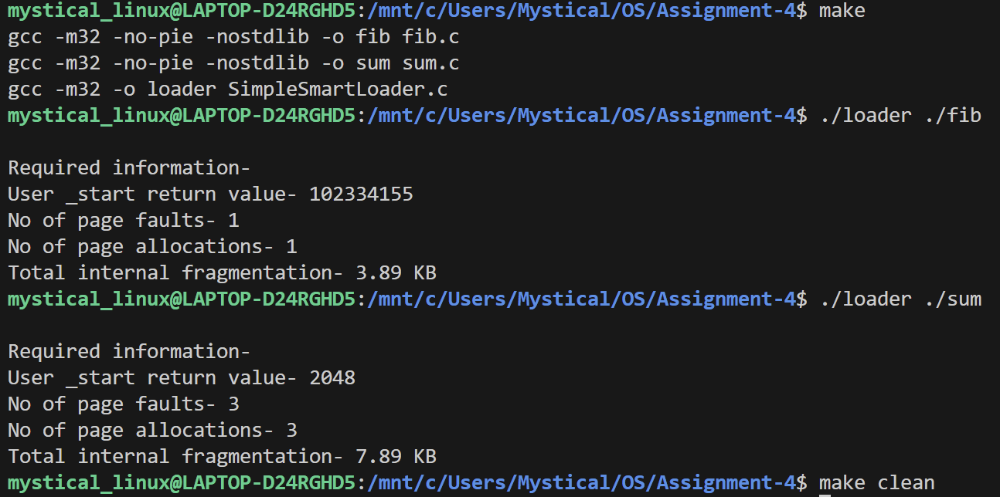 mystical_linux@LAPTOP-D24RGHD5:/mnt/c/Users/Mystical/OS/Assignment-4$ make
gcc -m32 -no-pie -nostdlib -o fib fib.c
gcc -m32 -no-pie -nostdlib -o sum sum.c
gcc -m32 -o loader SimpleSmartLoader.c
mystical_linux@LAPTOP-D24RGHD5:/mnt/c/Users/Mystical/OS/Assignment-4$ ./loader ./fib
Required information-
User _start return value- 102334155
No of page faults- 1
No of page allocations- 1
Total internal fragmentation- 3.89 KB
mystical_linux@LAPTOP-D24RGHD5:/mnt/c/Users/Mystical/OS/Assignment-4$ ./loader ./sum
Required information-
User _start return value- 2048
No of page faults- 3
No of page allocations- 3
Total internal fragmentation- 7.89 KB
mystical_linux@LAPTOP-D24RGHD5:/mnt/c/Users/Mystical/OS/Assignment-4$ make clean